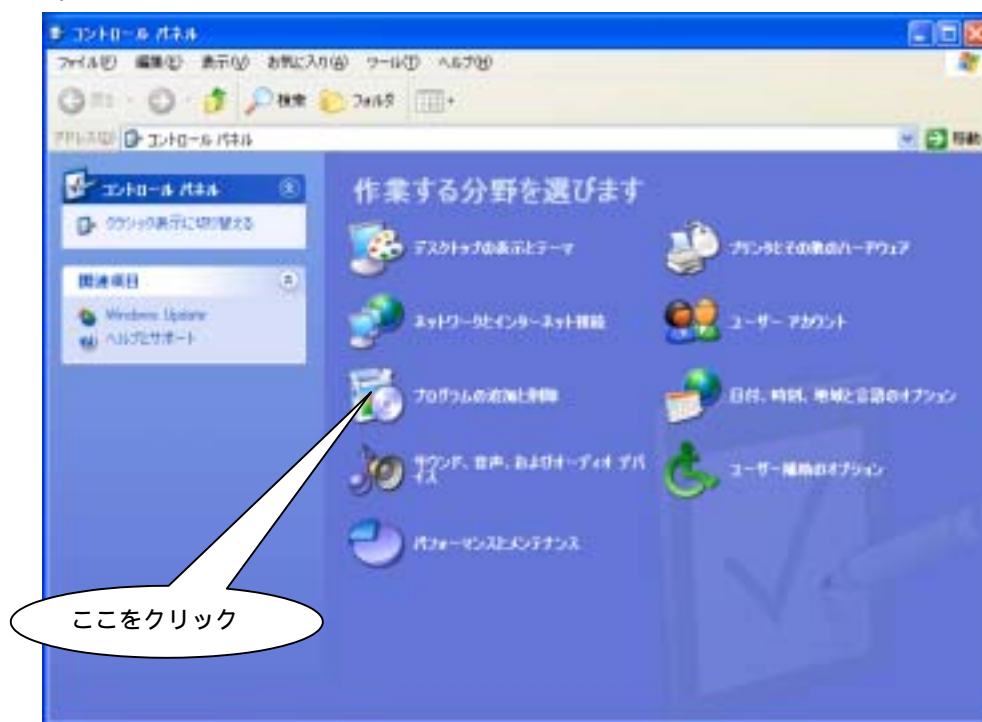 コントロール パネル
ファイル(F) 編集(E) 表示(V) お気に入り(A) ツール(T) ヘルプ(H)
戻る 検索 フォルダ
アドレス(D) コントロール パネル 移動
コントロール パネル
クラシック表示に切り替える
関連項目
Windows Update
ヘルプとサポート
作業する分野を選びます
デスクトップの表示とテーマ
プリンタとその他のハードウェア
ネットワークとインターネット接続
ユーザー アカウント
プログラムの追加と削除
日付、時刻、地域と言語のオプション
サウンド、音声、およびオーディオ デバ
イス
ユーザー補助のオプション
パフォーマンスとメンテナンス
ここをクリック